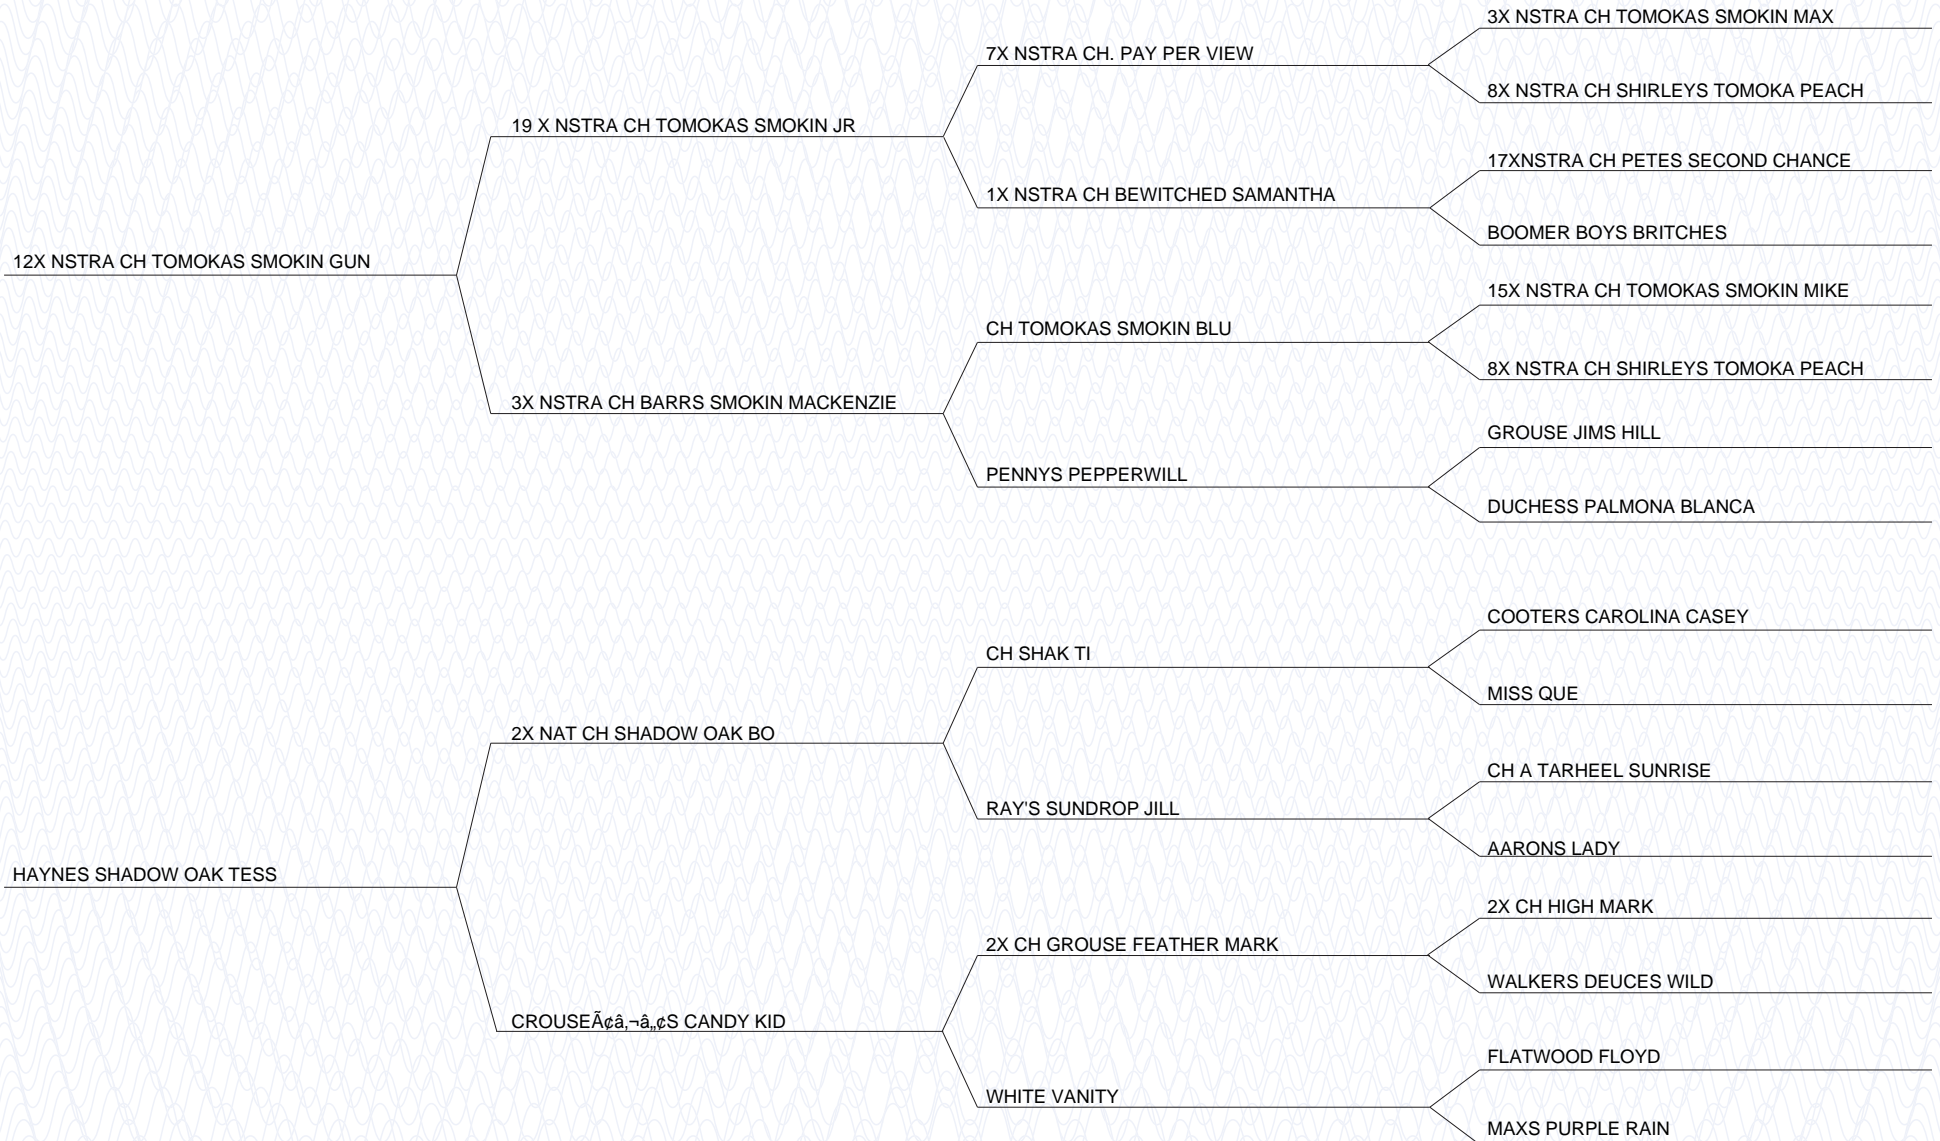 3X NSTRA CH TOMOKAS SMOKIN MAX
7X NSTRA CH. PAY PER VIEW
8X NSTRA CH SHIRLEYS TOMOKA PEACH
19 X NSTRA CH TOMOKAS SMOKIN JR
17XNSTRA CH PETES SECOND CHANCE
1X NSTRA CH BEWITCHED SAMANTHA
BOOMER BOYS BRITCHES
12X NSTRA CH TOMOKAS SMOKIN GUN
15X NSTRA CH TOMOKAS SMOKIN MIKE
CH TOMOKAS SMOKIN BLU
8X NSTRA CH SHIRLEYS TOMOKA PEACH
3X NSTRA CH BARRS SMOKIN MACKENZIE
GROUSE JIMS HILL
PENNYS PEPPERWILL
DUCHESS PALMONA BLANCA
COOTERS CAROLINA CASEY
CH SHAK TI
MISS QUE
2X NAT CH SHADOW OAK BO
CH A TARHEEL SUNRISE
RAY'S SUNDROP JILL
AARONS LADY
HAYNES SHADOW OAK TESS
2X CH HIGH MARK
2X CH GROUSE FEATHER MARK
WALKERS DEUCES WILD
CROUSEÃ¢â‚¬â„¢S CANDY KID
FLATWOOD FLOYD
WHITE VANITY
MAXS PURPLE RAIN